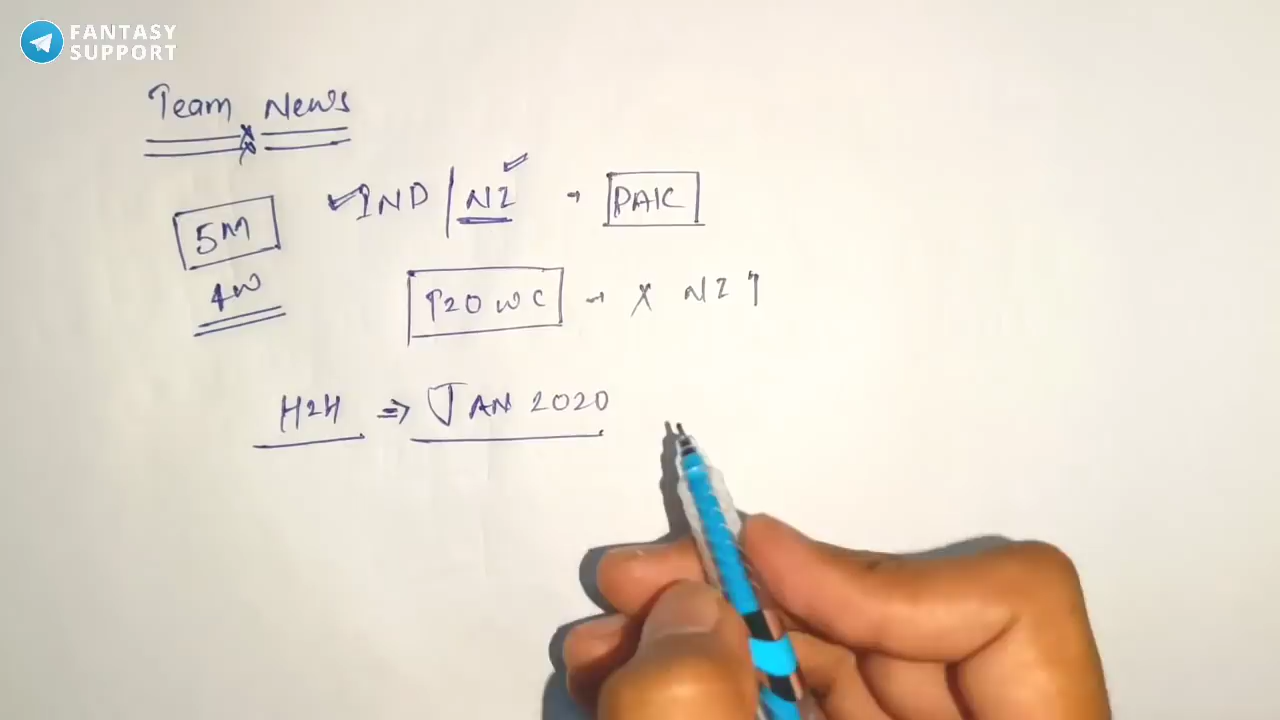 FANTASY
SUPPORT
Team News
IND / NZ → PAK
5M
4W
T20 WC → X NZ ↑
H2H ⇒ JAN 2020